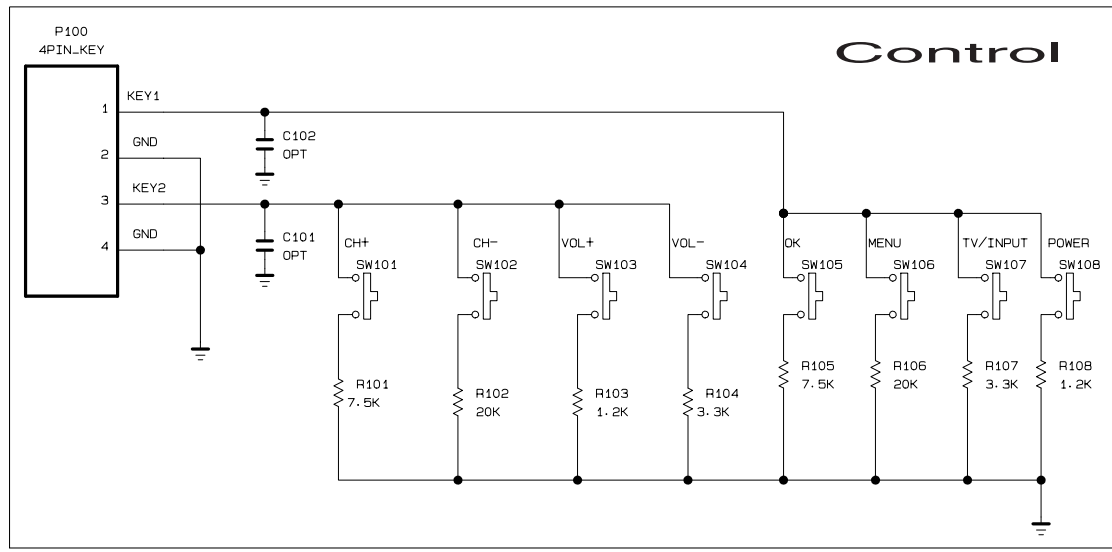 P100
4PIN_KEY
Control
1
KEY1
C102
OPT
2
GND
3
KEY2
4
GND
C101
OPT
CH+
SW101
CH-
SW102
VOL+
SW103
VOL-
SW104
OK
SW105
MENU
SW106
TV/INPUT
SW107
POWER
SW108
R101
7.5K
R102
20K
R103
1.2K
R104
3.3K
R105
7.5K
R106
20K
R107
3.3K
R108
1.2K